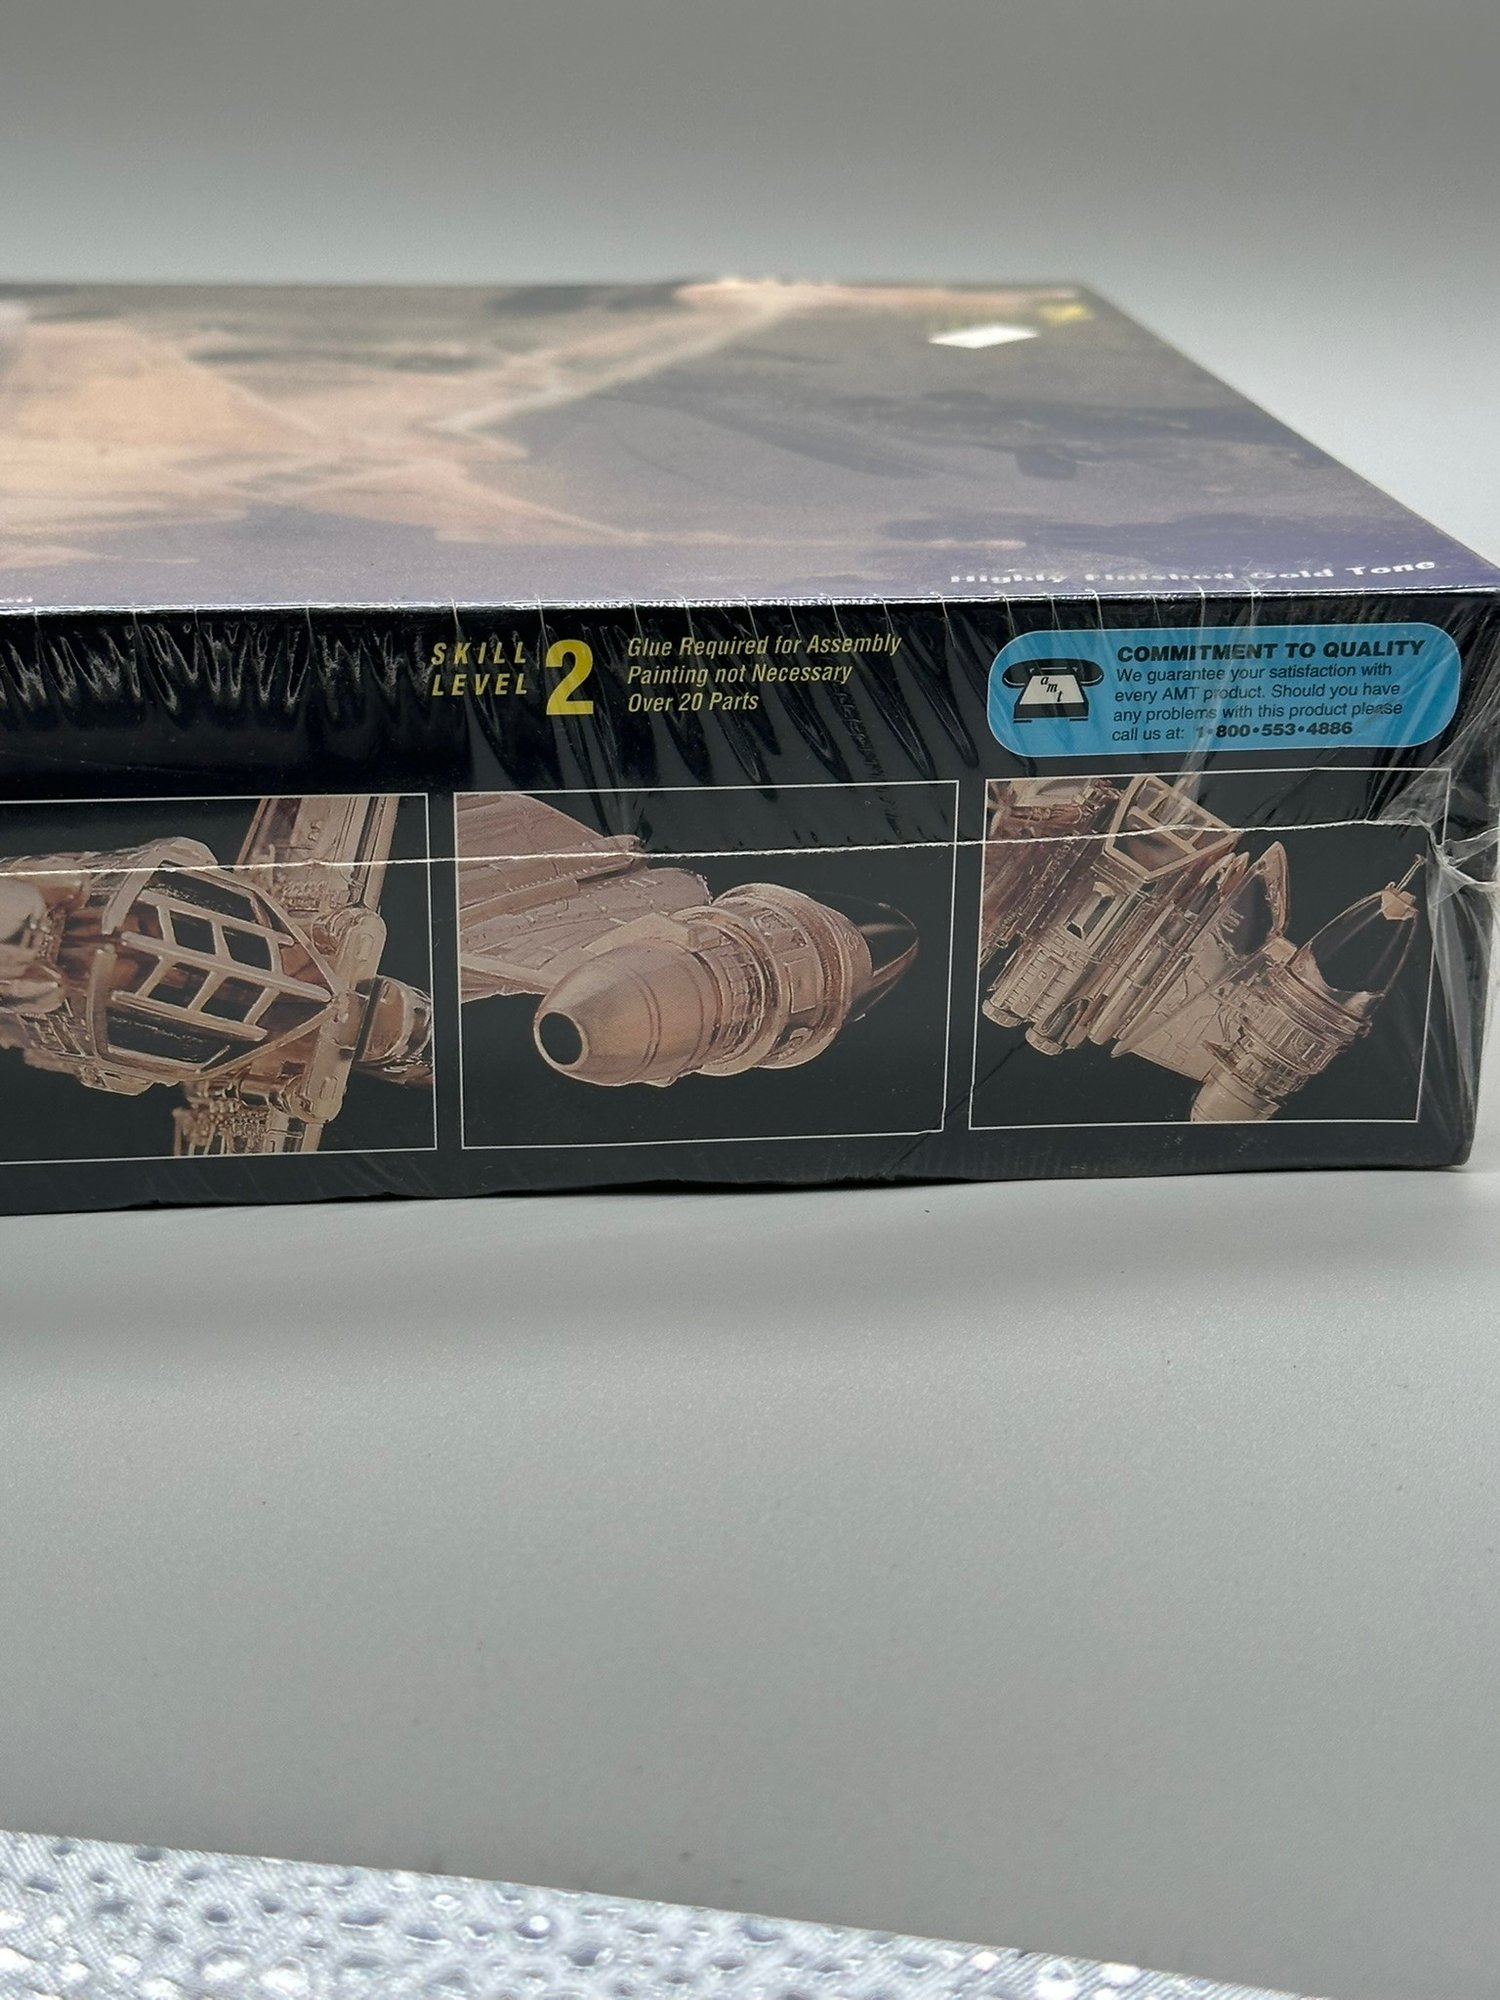 Highly Finished Gold Tone
SKILL
LEVEL
2
Glue Required for Assembly
Painting not Necessary
Over 20 Parts
COMMITMENT TO QUALITY
We guarantee your satisfaction with
every AMT product. Should you have
any problems with this product please
call us at: 1•800•553•4886
amt